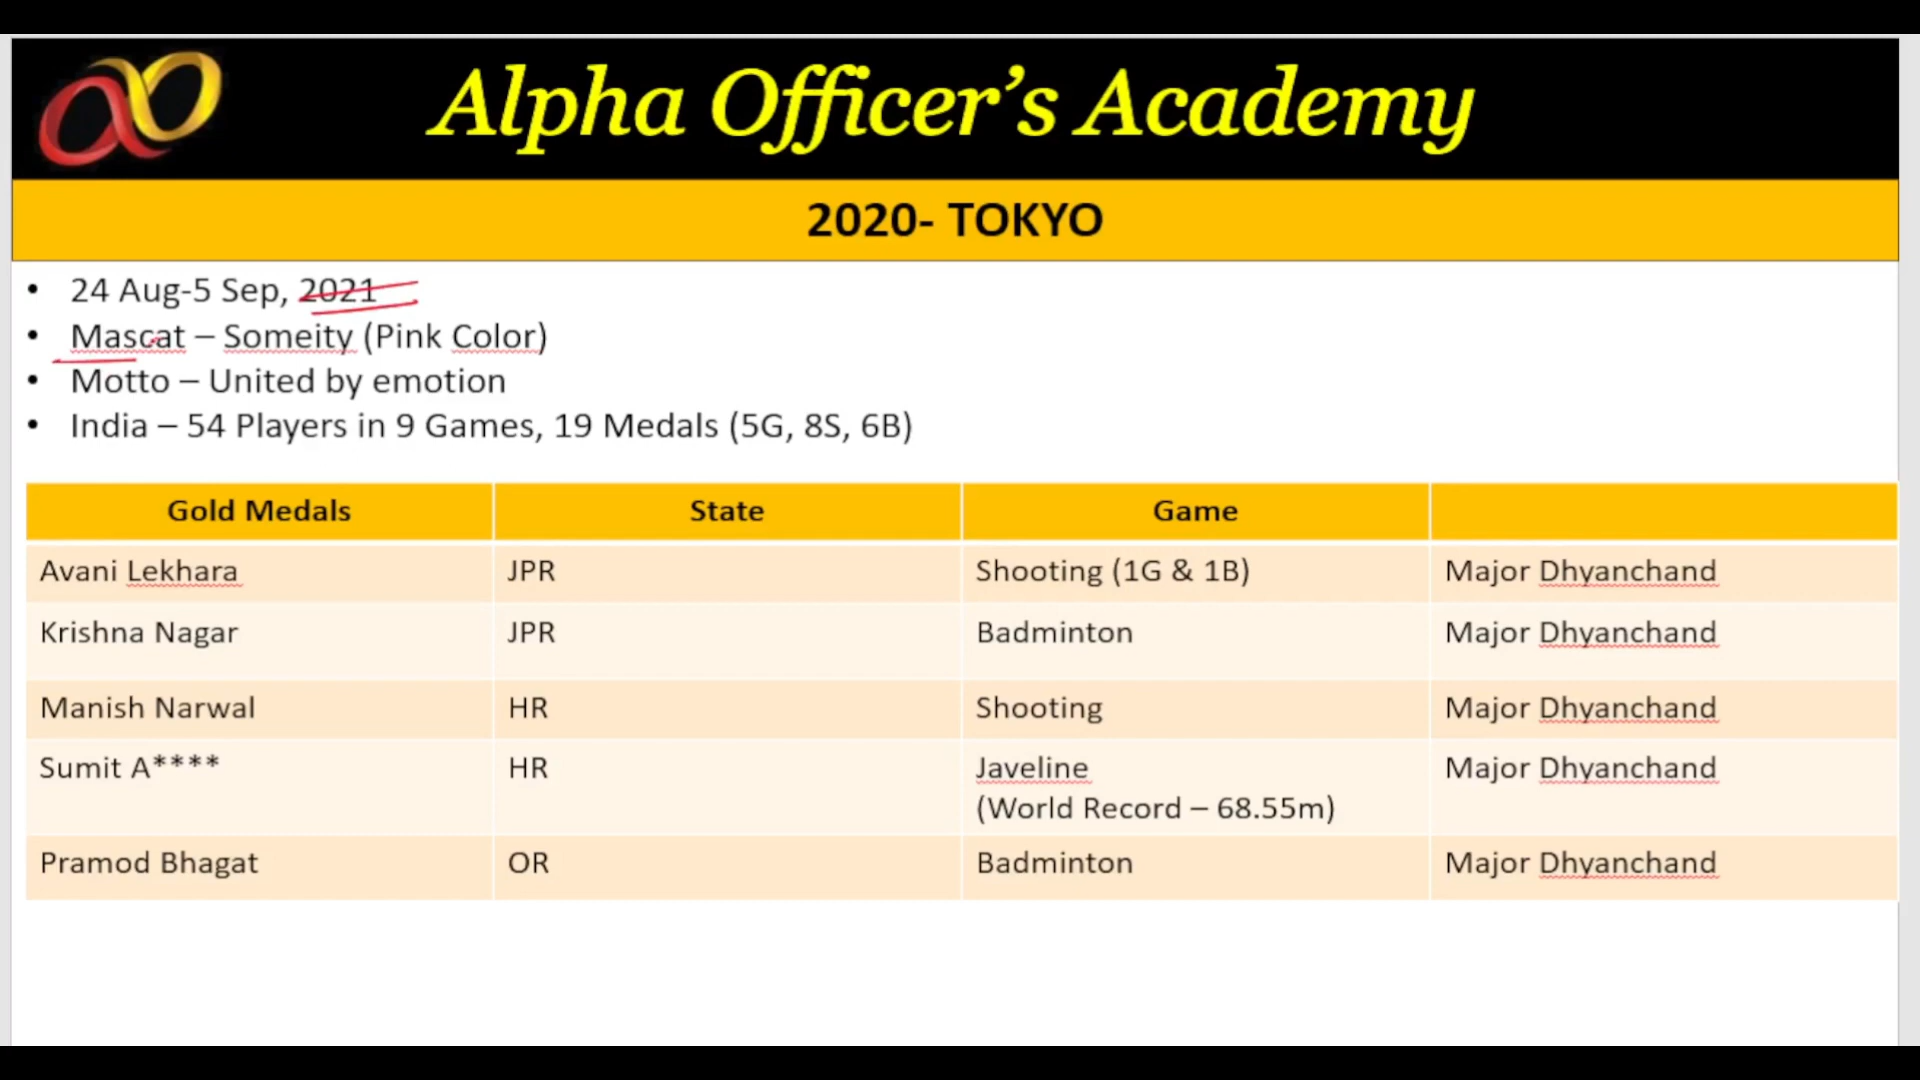 Alpha Officer's Academy
2020- TOKYO
• 24 Aug-5 Sep, 2021
• Mascat – Someity (Pink Color)
• Motto – United by emotion
• India – 54 Players in 9 Games, 19 Medals (5G, 8S, 6B)
Gold Medals State Game
Avani Lekhara JPR Shooting (1G & 1B) Major Dhyanchand
Krishna Nagar JPR Badminton Major Dhyanchand
Manish Narwal HR Shooting Major Dhyanchand
Sumit A**** HR Javeline Major Dhyanchand
(World Record – 68.55m)
Pramod Bhagat OR Badminton Major Dhyanchand